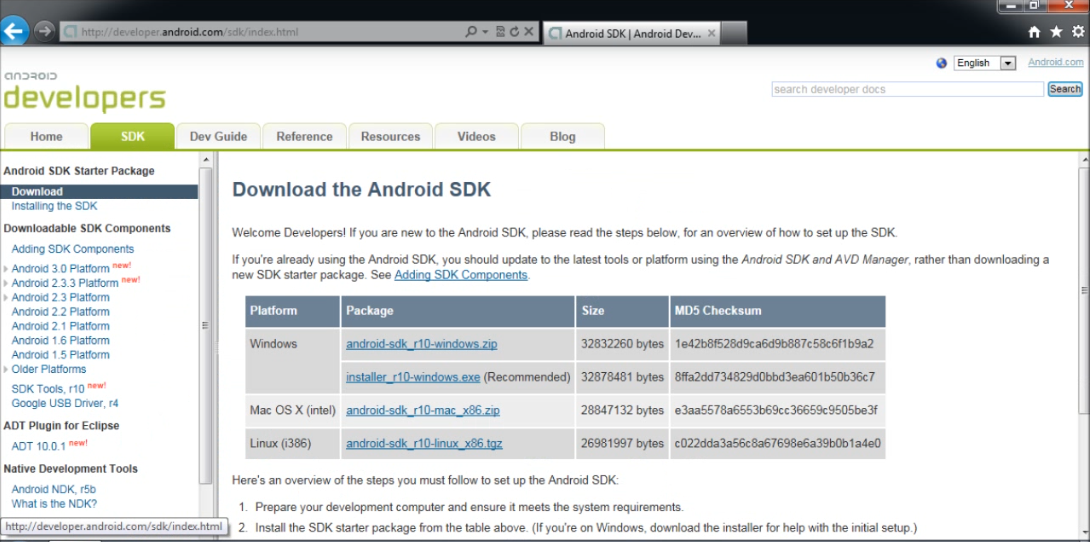 http://developer.android.com/sdk/index.html
Android SDK | Android Dev...
English
Android.com
android
developers
search developer docs
Search
Home
SDK
Dev Guide
Reference
Resources
Videos
Blog
Android SDK Starter Package
Download
Installing the SDK
Downloadable SDK Components
Adding SDK Components
Android 3.0 Platform new!
Android 2.3.3 Platform new!
Android 2.3 Platform
Android 2.2 Platform
Android 2.1 Platform
Android 1.6 Platform
Android 1.5 Platform
Older Platforms
SDK Tools, r10 new!
Google USB Driver, r4
ADT Plugin for Eclipse
ADT 10.0.1 new!
Native Development Tools
Android NDK, r5b
What is the NDK?
http://developer.android.com/sdk/index.html
Download the Android SDK
Welcome Developers! If you are new to the Android SDK, please read the steps below, for an overview of how to set up the SDK.
If you're already using the Android SDK, you should update to the latest tools or platform using the Android SDK and AVD Manager, rather than downloading a
new SDK starter package. See Adding SDK Components.
Platform Package Size MD5 Checksum
Windows android-sdk_r10-windows.zip 32832260 bytes 1e42b8f528d9ca6d9b887c58c6f1b9a2
installer_r10-windows.exe (Recommended) 32878481 bytes 8ffa2dd734829d0bbd3ea601b50b36c7
Mac OS X (intel) android-sdk_r10-mac_x86.zip 28847132 bytes e3aa5578a6553b69cc36659c9505be3f
Linux (i386) android-sdk_r10-linux_x86.tgz 26981997 bytes c022dda3a56c8a67698e6a39b0b1a4e0
Here's an overview of the steps you must follow to set up the Android SDK:
1. Prepare your development computer and ensure it meets the system requirements.
2. Install the SDK starter package from the table above. (If you're on Windows, download the installer for help with the initial setup.)